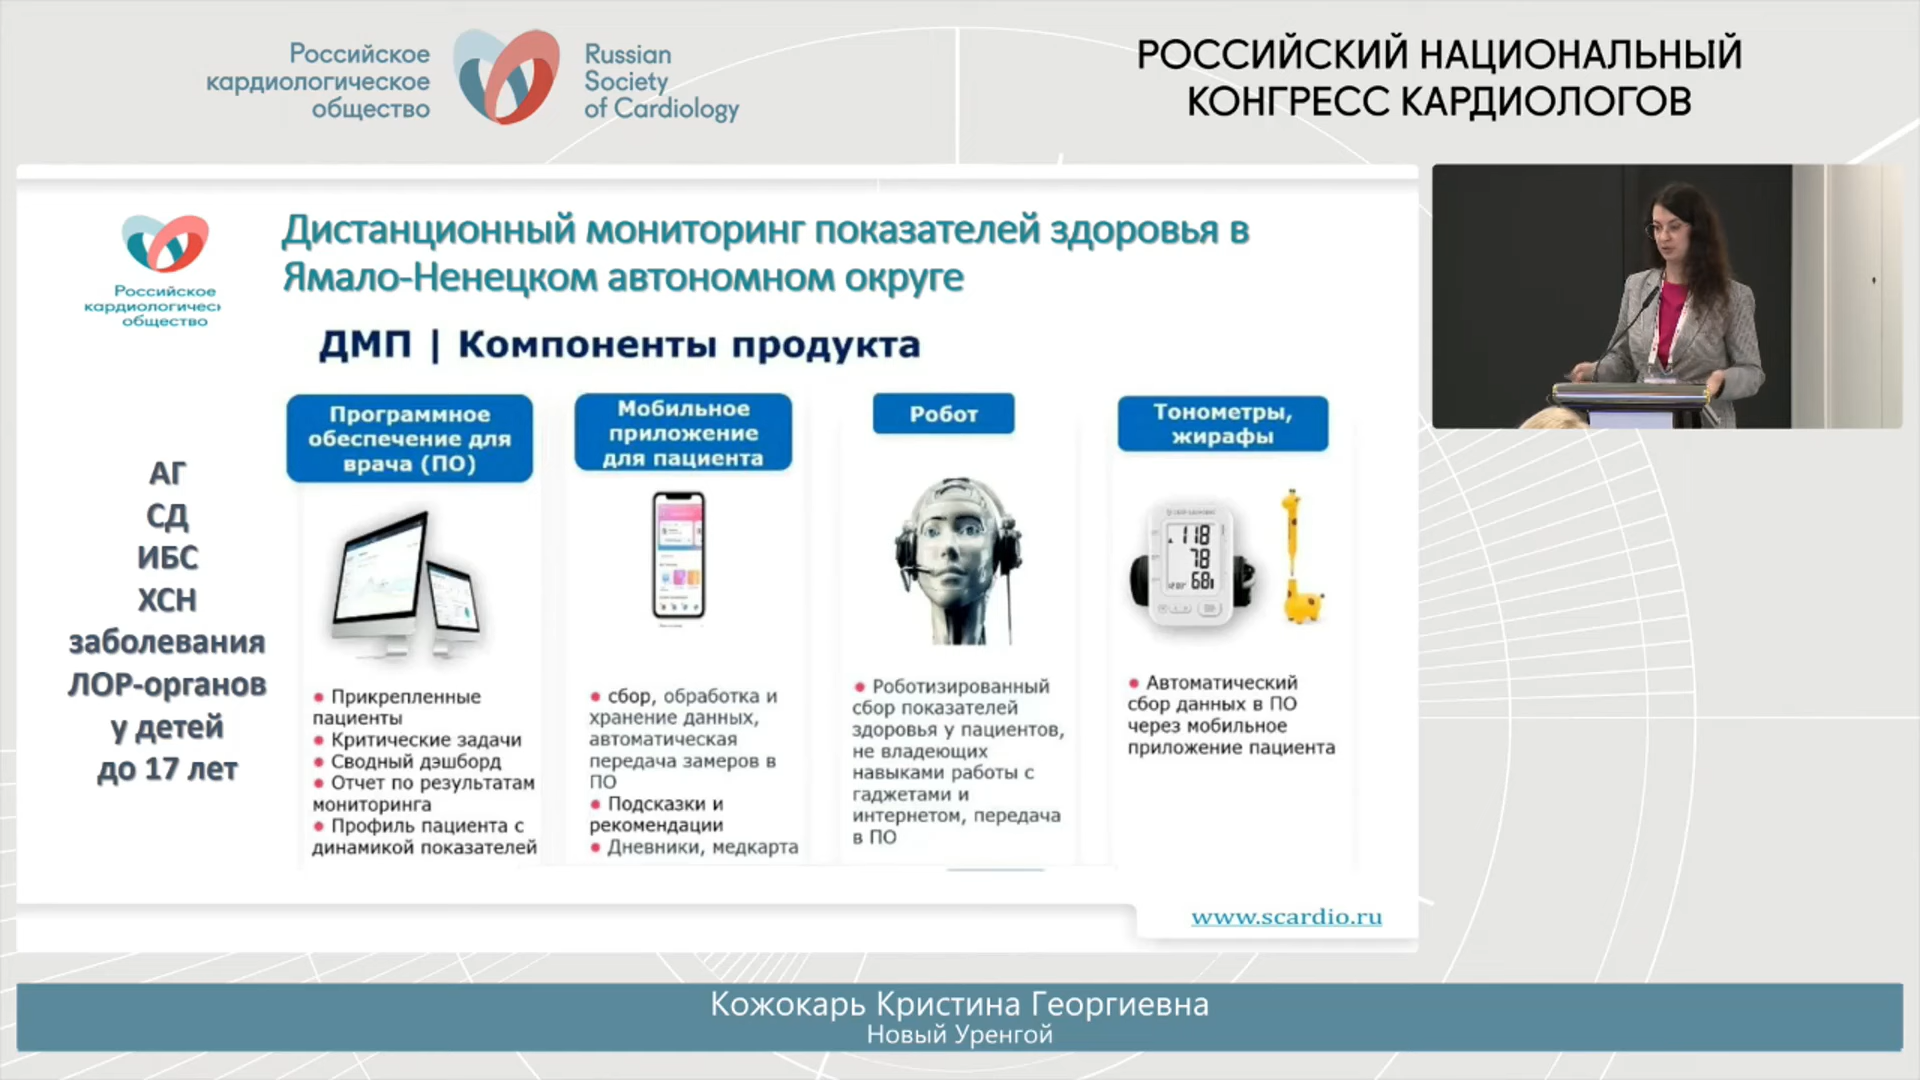 Российское
кардиологическое
общество
Russian
Society
of Cardiology
РОССИЙСКИЙ НАЦИОНАЛЬНЫЙ
КОНГРЕСС КАРДИОЛОГОВ
Российское
кардиологичес
общество
Дистанционный мониторинг показателей здоровья в
Ямало-Ненецком автономном округе
ДМП | Компоненты продукта
АГ
СД
ИБС
ХСН
заболевания
ЛОР-органов
у детей
до 17 лет
Программное
обеспечение для
врача (ПО)
• Прикрепленные
пациенты
• Критические задачи
• Сводный дэшборд
• Отчет по результатам
мониторинга
• Профиль пациента с
динамикой показателей
Мобильное
приложение
для пациента
• сбор, обработка и
хранение данных,
автоматическая
передача замеров в
ПО
• Подсказки и
рекомендации
• Дневники, медкарта
Робот
• Роботизированный
сбор показателей
здоровья у пациентов,
не владеющих
навыками работы с
гаджетами и
интернетом, передача
в ПО
Тонометры,
жирафы
118
78
68
• Автоматический
сбор данных в ПО
через мобильное
приложение пациента
www.scardio.ru
Кожокарь Кристина Георгиевна
Новый Уренгой